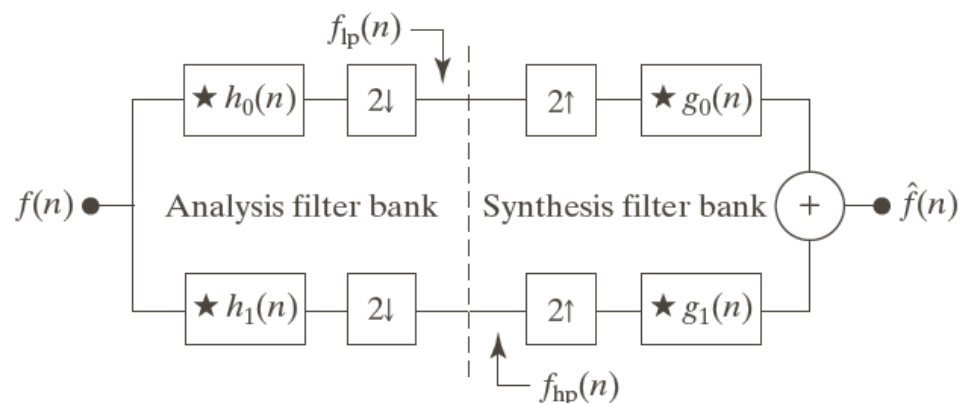 f_lp(n)
★ h_0(n)
2↓
2↑
★ g_0(n)
f(n)
Analysis filter bank
Synthesis filter bank
+
f̂(n)
★ h_1(n)
2↓
2↑
★ g_1(n)
f_hp(n)